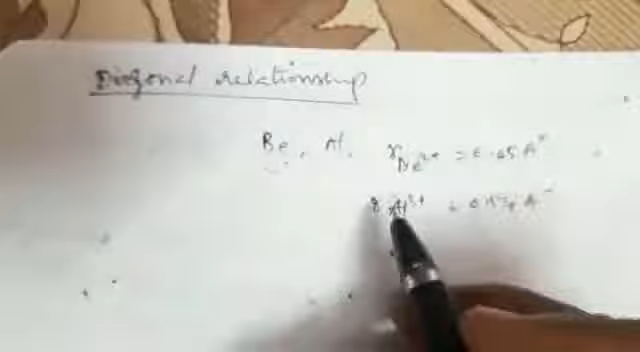 Diagonal relationship
Be, Al, r Be²⁺ = 0.45 A°
r Al³⁺ = A°